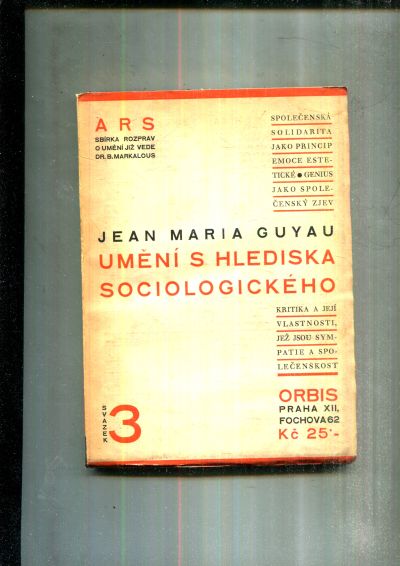 ARS
SBÍRKA ROZPRAV
O UMĚNÍ JIŽ VEDE
DR. B. MARKALOUS
SPOLEČENSKÁ
SOLIDARITA
JAKO PRINCIP
EMOCE ESTE-
TICKÉ ● GENIUS
JAKO SPOLE-
ČENSKÝ ZJEV
JEAN MARIA GUYAU
UMĚNÍ S HLEDISKA
SOCIOLOGICKÉHO
KRITIKA A JEJÍ
VLASTNOSTI,
JEŽ JSOU SYM-
PATIE A SPO-
LEČENSKOST
SVAZEK
3
ORBIS
PRAHA XII,
FOCHOVA 62
Kč 25·-